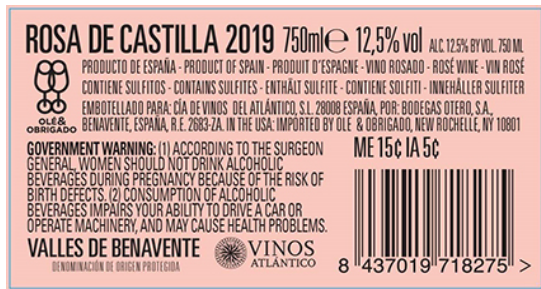 ROSA DE CASTILLA 2019 750ml e 12,5% vol ALC. 12.5% BY VOL. 750 ML
PRODUCTO DE ESPAÑA - PRODUCT OF SPAIN - PRODUIT D'ESPAGNE - VINO ROSADO - ROSÉ WINE - VIN ROSÉ
CONTIENE SULFITOS - CONTAINS SULFITES - ENTHÄLT SULFITE - CONTIENE SOLFITI - INNEHÅLLER SULFITER
EMBOTELLADO PARA: CÍA DE VINOS DEL ATLÁNTICO, S.L. 28008 ESPAÑA, POR: BODEGAS OTERO, S.A.,
BENAVENTE, ESPAÑA, R.E. 2683-ZA. IN THE USA: IMPORTED BY OLE & OBRIGADO, NEW ROCHELLE, NY 10801
OLÉ&
OBRIGADO
GOVERNMENT WARNING: (1) ACCORDING TO THE SURGEON
GENERAL, WOMEN SHOULD NOT DRINK ALCOHOLIC
BEVERAGES DURING PREGNANCY BECAUSE OF THE RISK OF
BIRTH DEFECTS. (2) CONSUMPTION OF ALCOHOLIC
BEVERAGES IMPAIRS YOUR ABILITY TO DRIVE A CAR OR
OPERATE MACHINERY, AND MAY CAUSE HEALTH PROBLEMS.
ME 15¢ IA 5¢
VALLES DE BENAVENTE
DENOMINACIÓN DE ORIGEN PROTEGIDA
VINOS
ATLÁNTICO
8 437019 718275 >